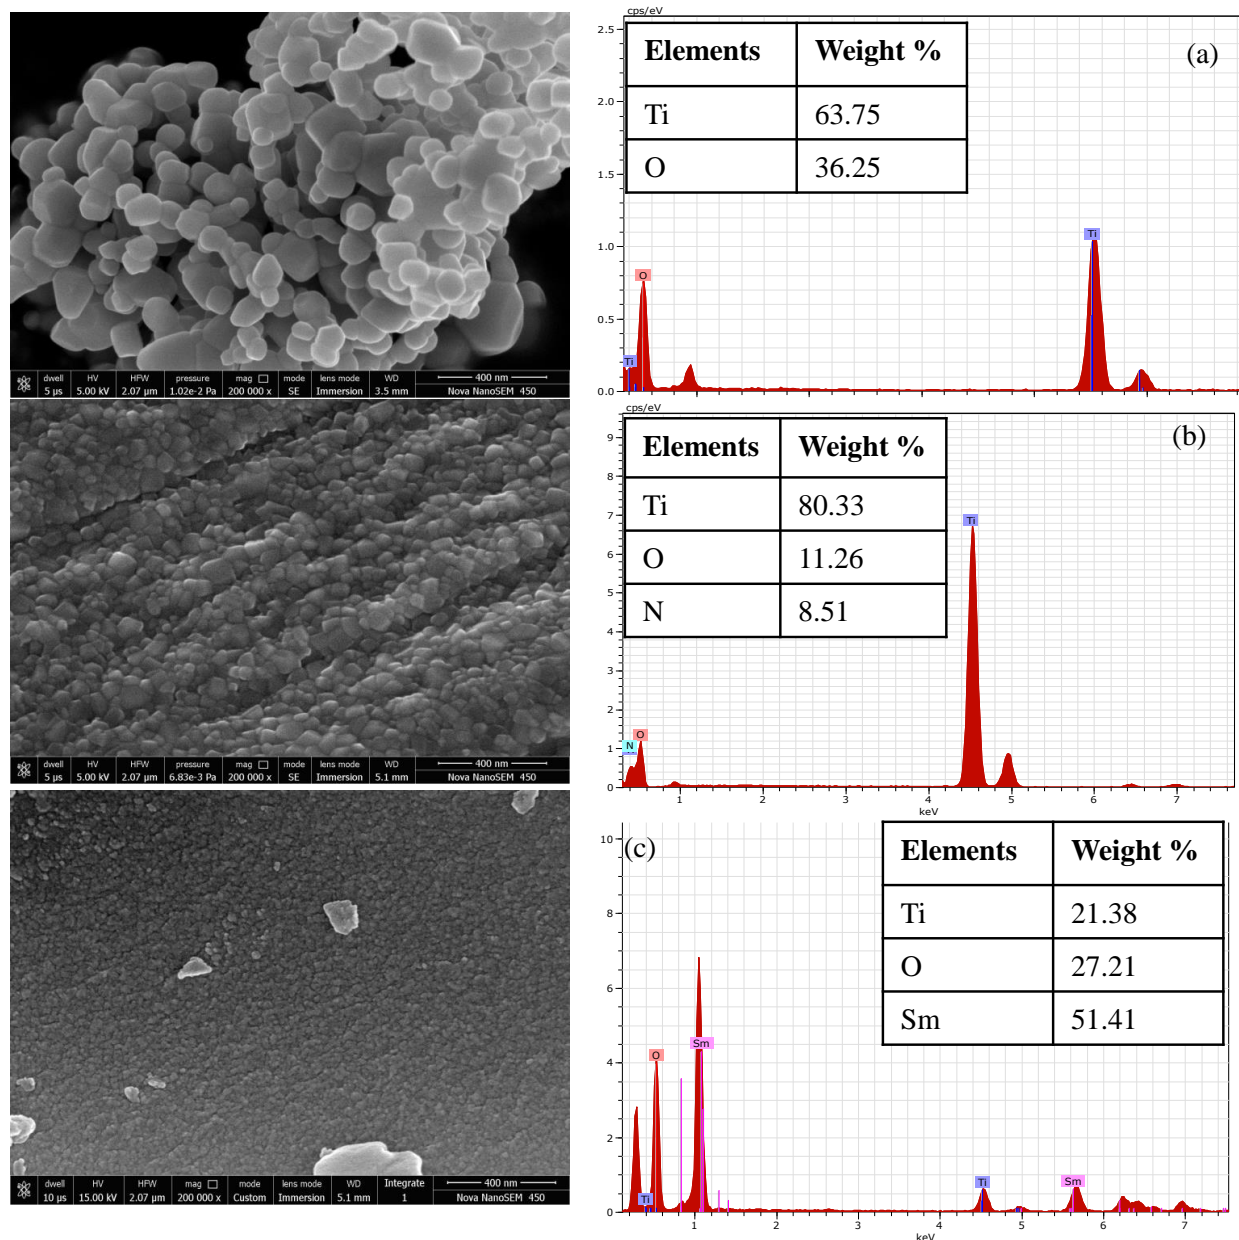 dwell HV HFW pressure mag mode lens mode WD 400 nm
5 µs 5.00 kV 2.07 µm 1.02e-2 Pa 200 000 x SE Immersion 3.5 mm Nova NanoSEM 450
cps/eV
(a)
Elements Weight %
Ti 63.75
O 36.25
2.5
2.0
1.5
1.0
0.5
0.0
Ti
O
Ti
dwell HV HFW pressure mag mode lens mode WD 400 nm
5 µs 5.00 kV 2.07 µm 6.83e-3 Pa 200 000 x SE Immersion 5.1 mm Nova NanoSEM 450
cps/eV
(b)
Elements Weight %
Ti 80.33
O 11.26
N 8.51
9
8
7
6
5
4
3
2
1
0
N
O
Ti
1 2 3 4 5 6 7
keV
dwell HV HFW mag mode lens mode WD Integrate 400 nm
10 µs 15.00 kV 2.07 µm 200 000 x Custom Immersion 5.1 mm 1 Nova NanoSEM 450
(c)
Elements Weight %
Ti 21.38
O 27.21
Sm 51.41
10
8
6
4
2
0
Ti
O
Sm
Ti
Sm
1 2 3 4 5 6 7
keV